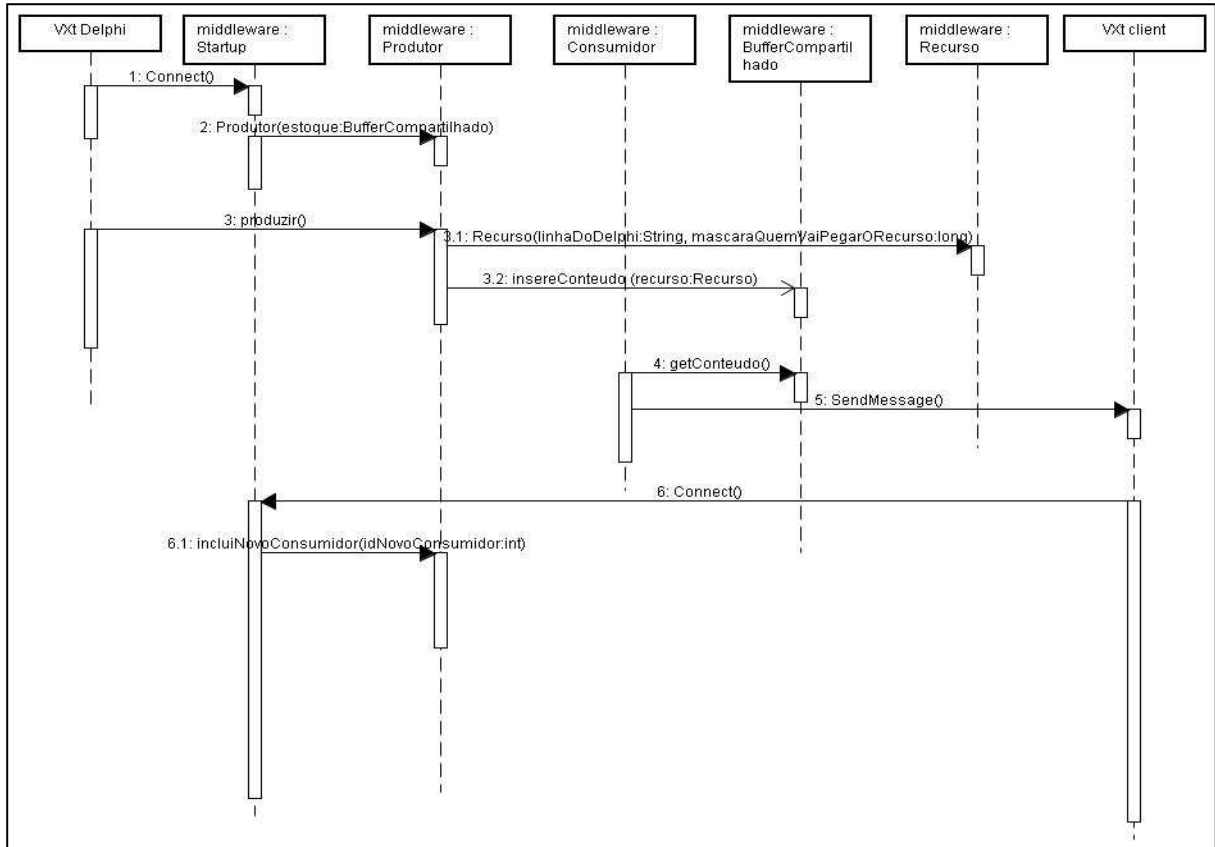 VXt Delphi
middleware :
Startup
middleware :
Produtor
middleware :
Consumidor
middleware :
BufferCompartil
hado
middleware :
Recurso
VXt client
1: Connect()
2: Produtor(estoque:BufferCompartilhado)
3: produzir()
3.1: Recurso(linhaDoDelphi:String, mascaraQuemVaiPegarORecurso:long)
3.2: insereConteudo (recurso:Recurso)
4: getConteudo()
5: SendMessage()
6: Connect()
6.1: incluiNovoConsumidor(idNovoConsumidor:int)